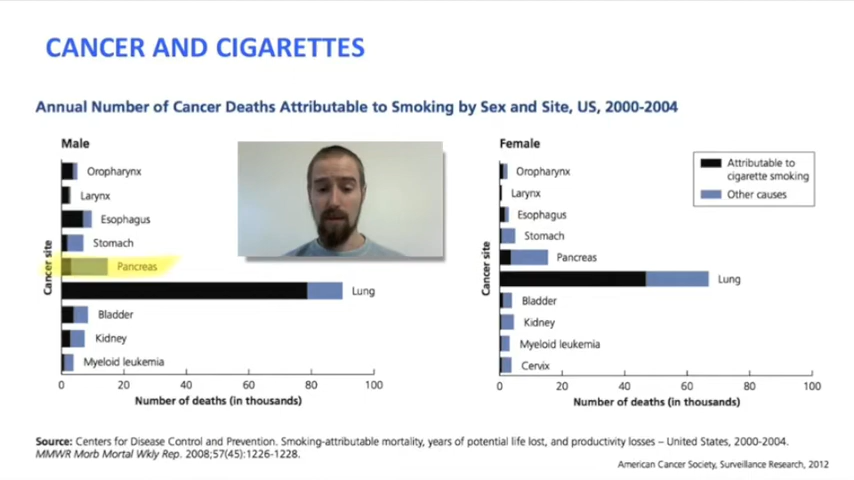 CANCER AND CIGARETTES
Annual Number of Cancer Deaths Attributable to Smoking by Sex and Site, US, 2000-2004
Male
Cancer site
Oropharynx
Larynx
Esophagus
Stomach
Pancreas
Lung
Bladder
Kidney
Myeloid leukemia
0 20 40 60 80 100
Number of deaths (in thousands)
Female
Cancer site
Oropharynx
Larynx
Esophagus
Stomach
Pancreas
Lung
Bladder
Kidney
Myeloid leukemia
Cervix
0 20 40 60 80 100
Number of deaths (in thousands)
Attributable to
cigarette smoking
Other causes
Source: Centers for Disease Control and Prevention. Smoking-attributable mortality, years of potential life lost, and productivity losses – United States, 2000-2004.
MMWR Morb Mortal Wkly Rep. 2008;57(45):1226-1228.
American Cancer Society, Surveillance Research, 2012